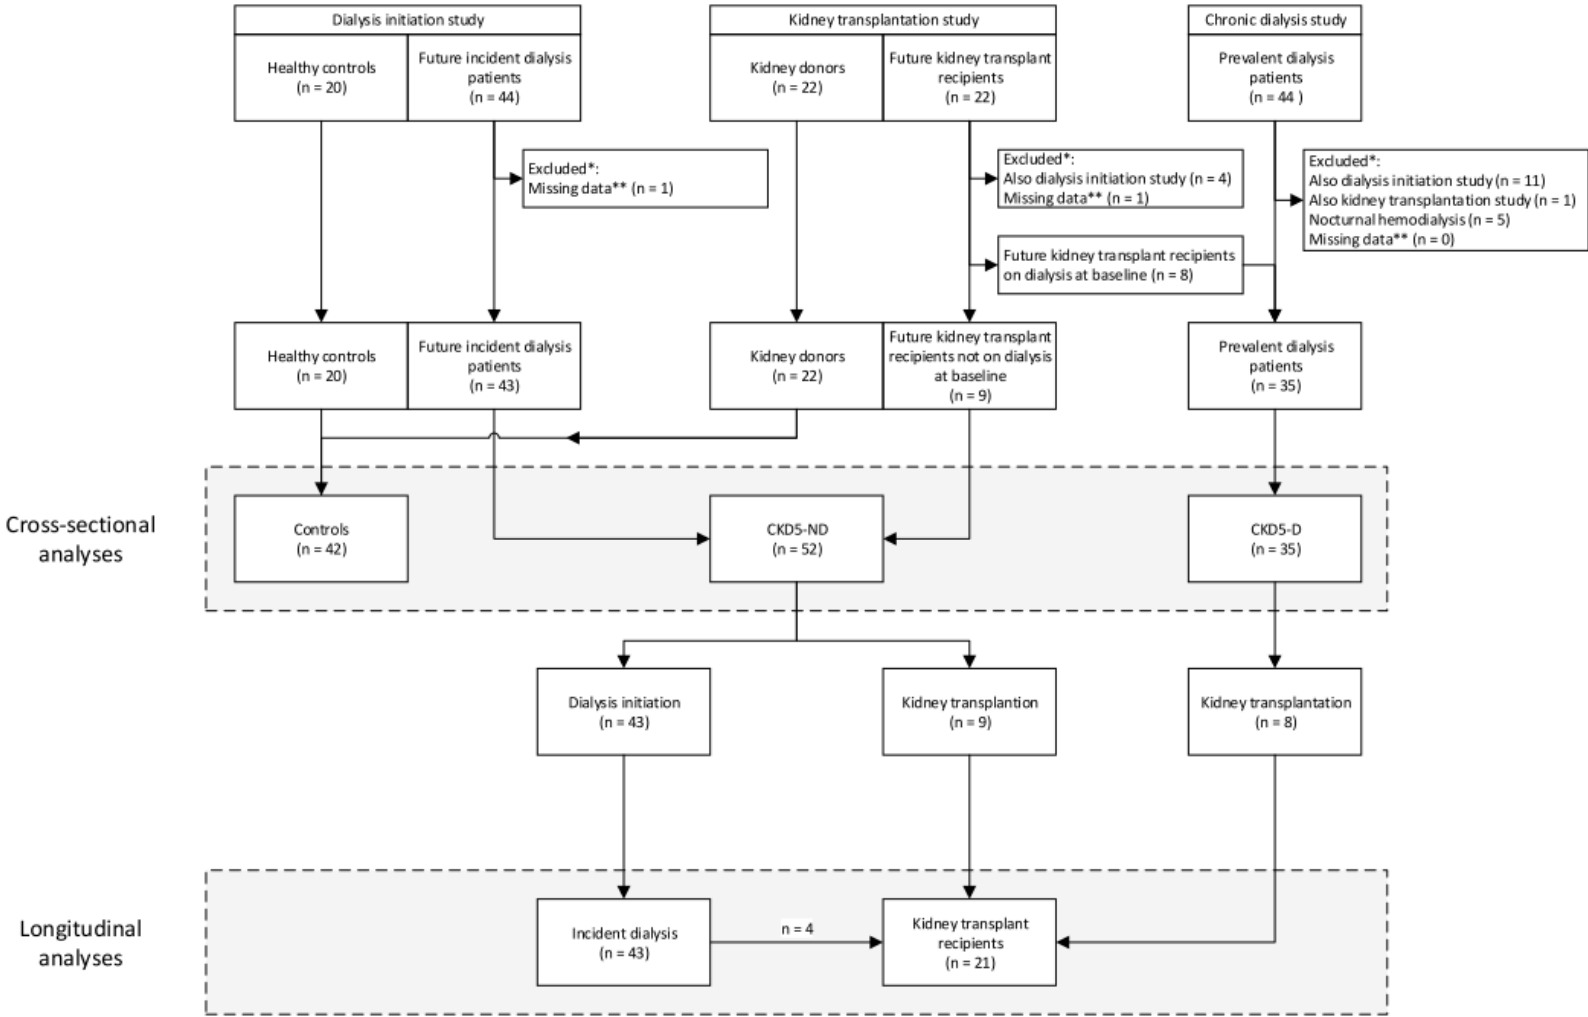 Dialysis initiation study
Kidney transplantation study
Chronic dialysis study
Healthy controls
(n = 20)
Future incident dialysis
patients
(n = 44)
Kidney donors
(n = 22)
Future kidney transplant
recipients
(n = 22)
Prevalent dialysis
patients
(n = 44 )
Excluded*:
Missing data** (n = 1)
Excluded*:
Also dialysis initiation study (n = 4)
Missing data** (n = 1)
Excluded*:
Also dialysis initiation study (n = 11)
Also kidney transplantation study (n = 1)
Nocturnal hemodialysis (n = 5)
Missing data** (n = 0)
Future kidney transplant recipients
on dialysis at baseline (n = 8)
Healthy controls
(n = 20)
Future incident dialysis
patients
(n = 43)
Kidney donors
(n = 22)
Future kidney transplant
recipients not on dialysis
at baseline
(n = 9)
Prevalent dialysis
patients
(n = 35)
Cross-sectional
analyses
Controls
(n = 42)
CKD5-ND
(n = 52)
CKD5-D
(n = 35)
Dialysis initiation
(n = 43)
Kidney transplantion
(n = 9)
Kidney transplantation
(n = 8)
Longitudinal
analyses
Incident dialysis
(n = 43)
n = 4
Kidney transplant
recipients
(n = 21)